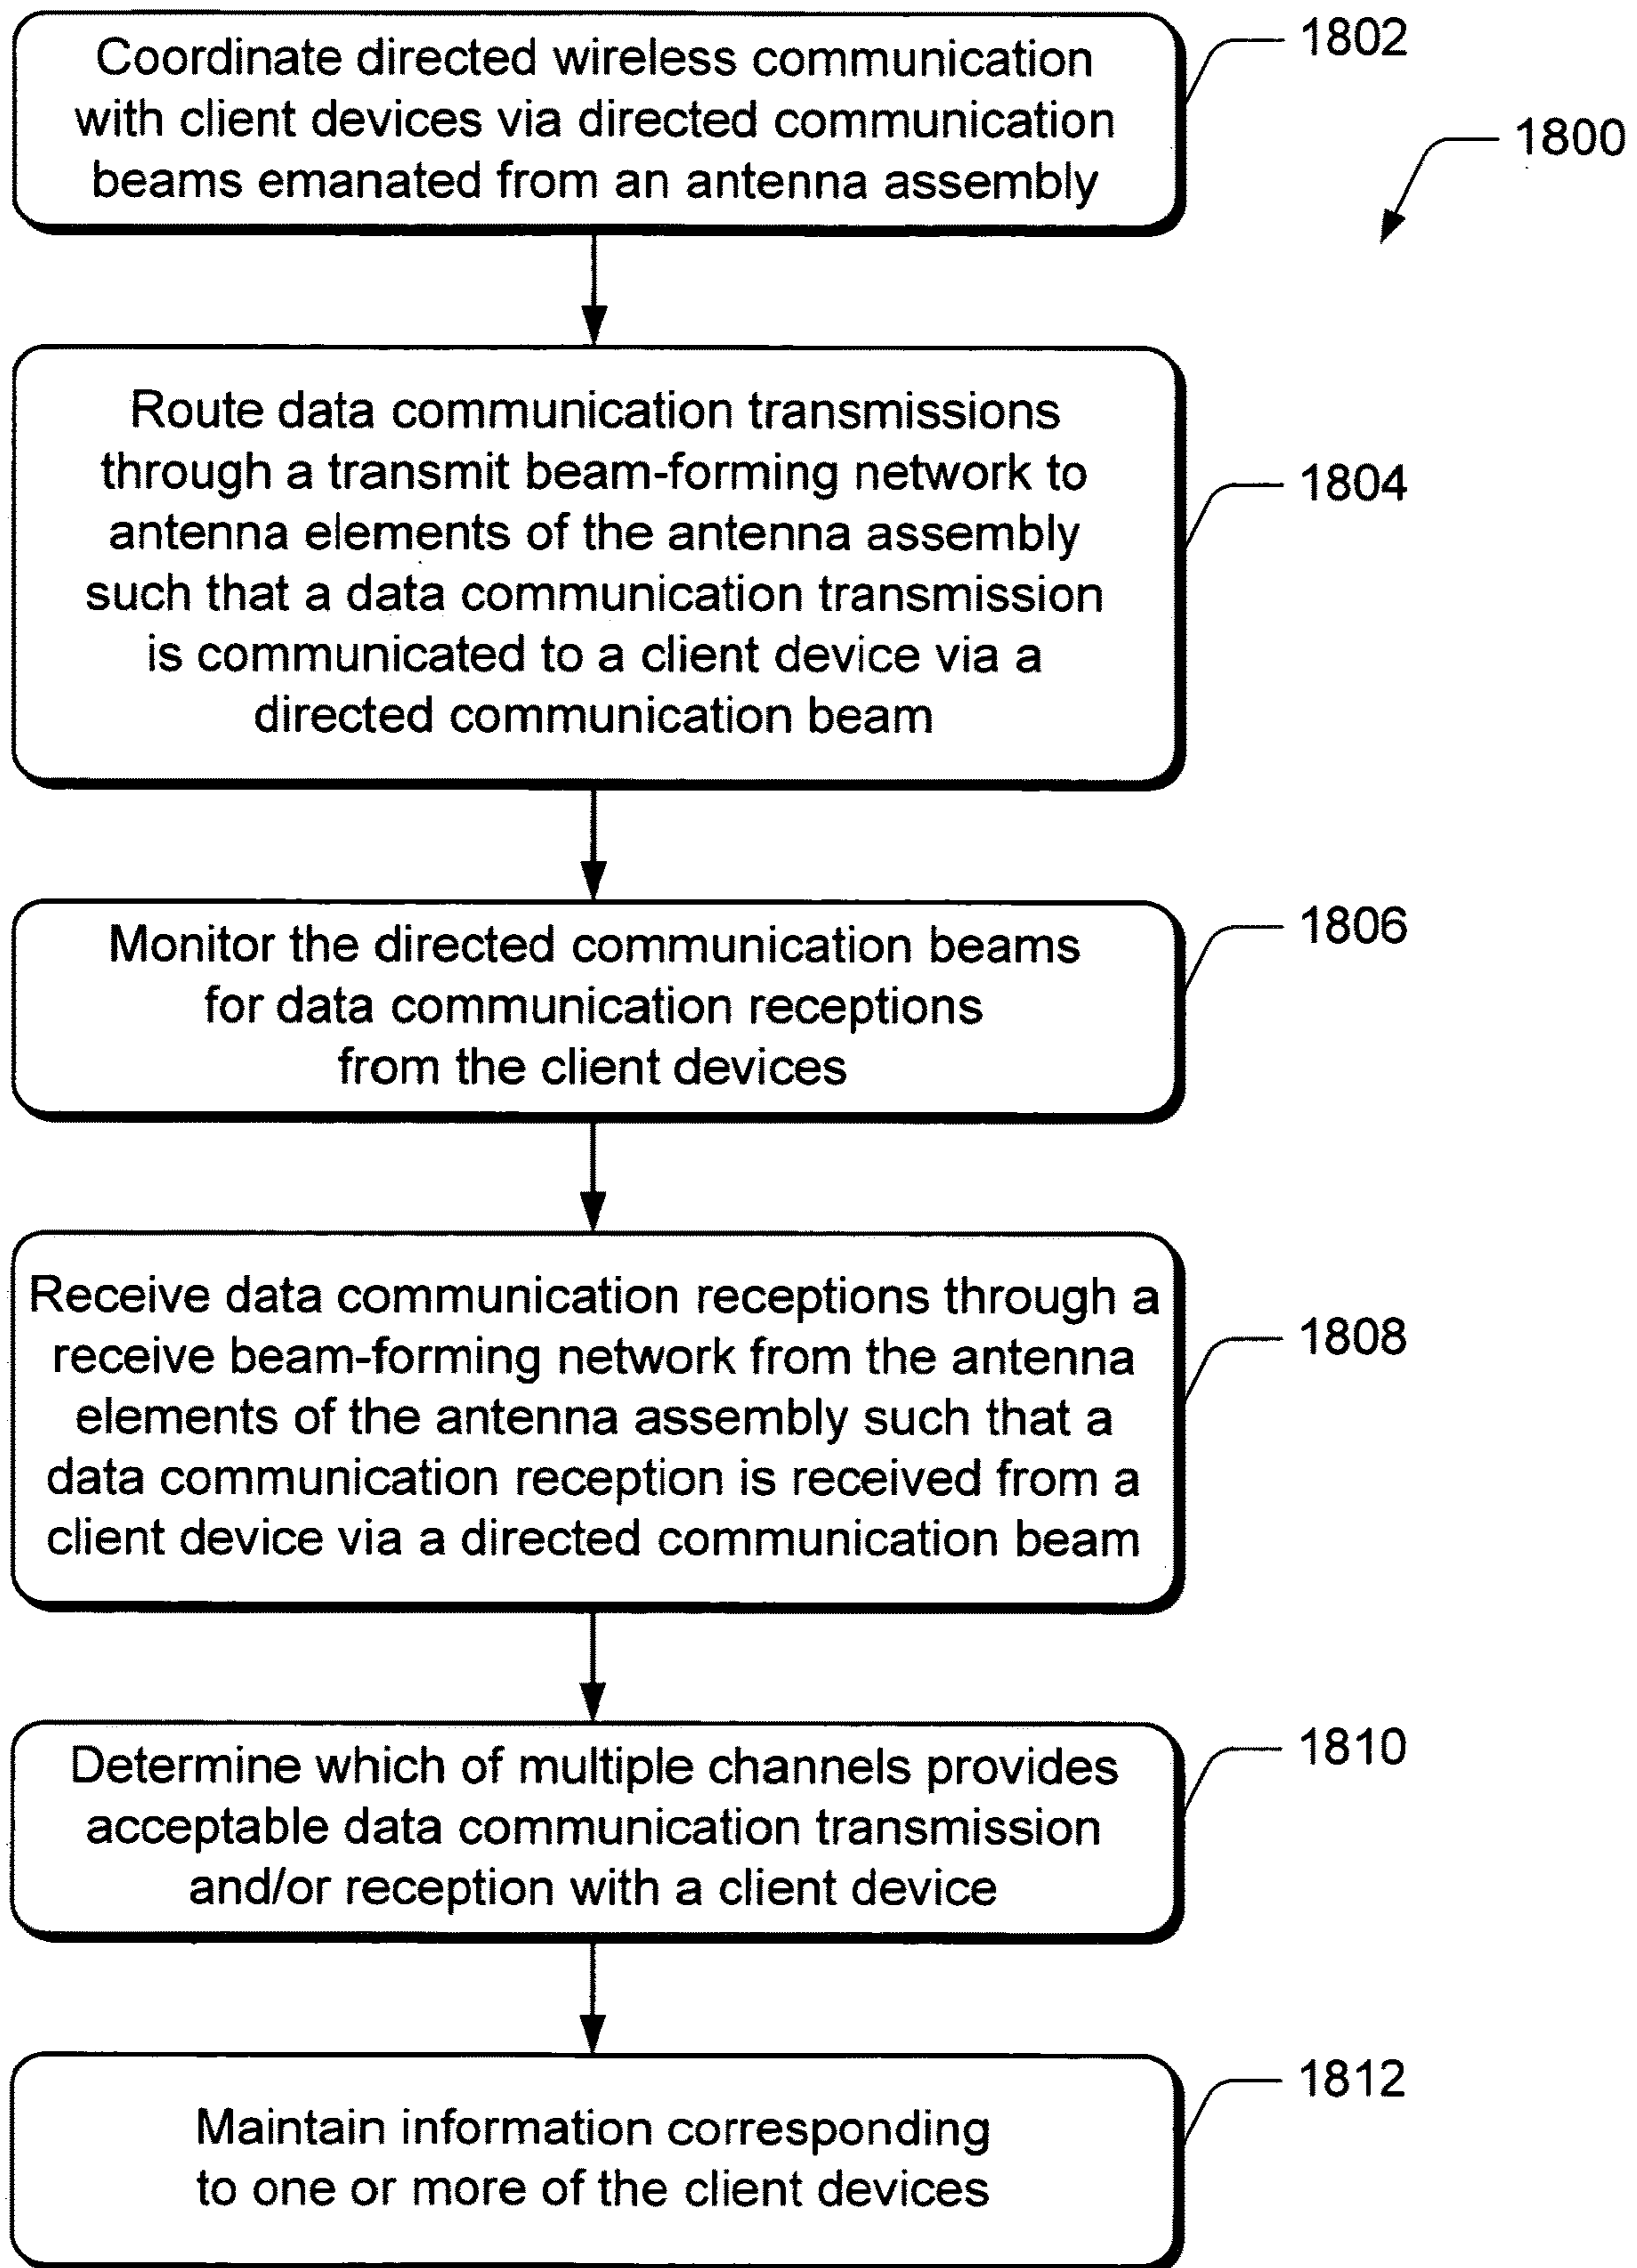 Coordinate directed wireless communication
with client devices via directed communication
beams emanated from an antenna assembly
1802
1800
Route data communication transmissions
through a transmit beam-forming network to
antenna elements of the antenna assembly
such that a data communication transmission
is communicated to a client device via a
directed communication beam
1804
Monitor the directed communication beams
for data communication receptions
from the client devices
1806
Receive data communication receptions through a
receive beam-forming network from the antenna
elements of the antenna assembly such that a
data communication reception is received from a
client device via a directed communication beam
1808
Determine which of multiple channels provides
acceptable data communication transmission
and/or reception with a client device
1810
Maintain information corresponding
to one or more of the client devices
1812